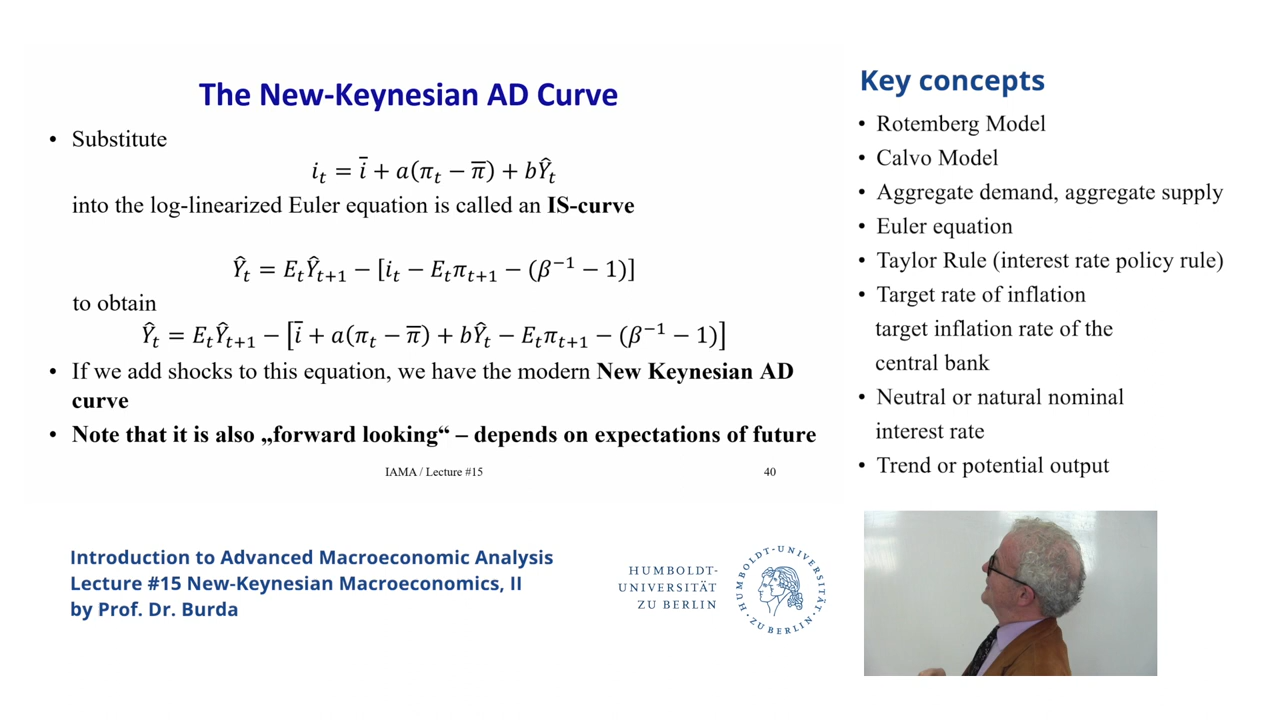 The New-Keynesian AD Curve
• Substitute
i_t = i̅ + a(π_t − π̅) + bŶ_t
into the log-linearized Euler equation is called an IS-curve
Ŷ_t = E_tŶ_{t+1} − [i_t − E_tπ_{t+1} − (β^{−1} − 1)]
to obtain
Ŷ_t = E_tŶ_{t+1} − [i̅ + a(π_t − π̅) + bŶ_t − E_tπ_{t+1} − (β^{−1} − 1)]
• If we add shocks to this equation, we have the modern New Keynesian AD
curve
• Note that it is also „forward looking“ – depends on expectations of future
IAMA / Lecture #15 40
Key concepts
• Rotemberg Model
• Calvo Model
• Aggregate demand, aggregate supply
• Euler equation
• Taylor Rule (interest rate policy rule)
• Target rate of inflation
target inflation rate of the
central bank
• Neutral or natural nominal
interest rate
• Trend or potential output
Introduction to Advanced Macroeconomic Analysis
Lecture #15 New-Keynesian Macroeconomics, II
by Prof. Dr. Burda
HUMBOLDT-
UNIVERSITÄT
ZU BERLIN
HUMBOLDT-UNIVERSITÄT
ZU BERLIN